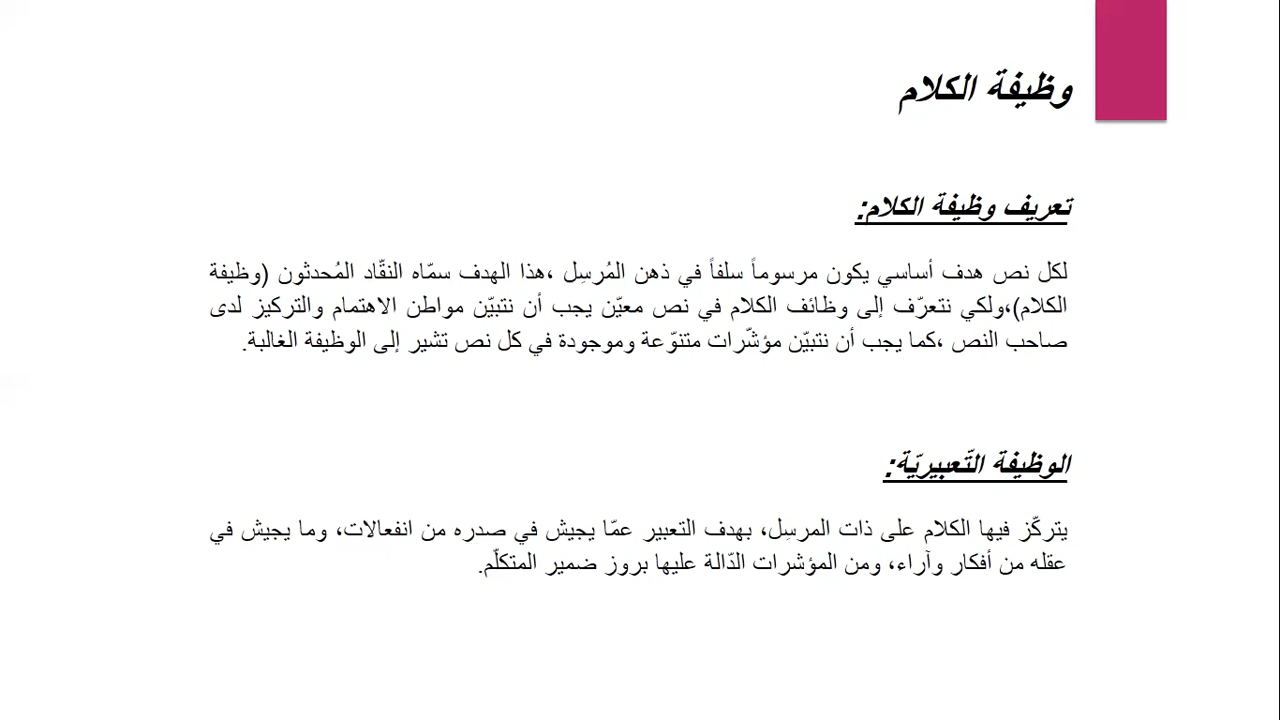 وظيفة الكلام
تعريف وظيفة الكلام:
لكل نص هدف أساسي يكون مرسوماً سلفاً في ذهن المُرسِل ،هذا الهدف سمّاه النقّاد المُحدثون (وظيفة
الكلام)،ولكي نتعرّف إلى وظائف الكلام في نص معيّن يجب أن نتبيّن مواطن الاهتمام والتركيز لدى
صاحب النص ،كما يجب أن نتبيّن مؤشّرات متنوّعة وموجودة في كل نص تشير إلى الوظيفة الغالبة.
الوظيفة التّعبيريّة:
يتركّز فيها الكلام على ذات المرسِل، بهدف التعبير عمّا يجيش في صدره من انفعالات، وما يجيش في
عقله من أفكار وآراء، ومن المؤشرات الدّالة عليها بروز ضمير المتكلّم.